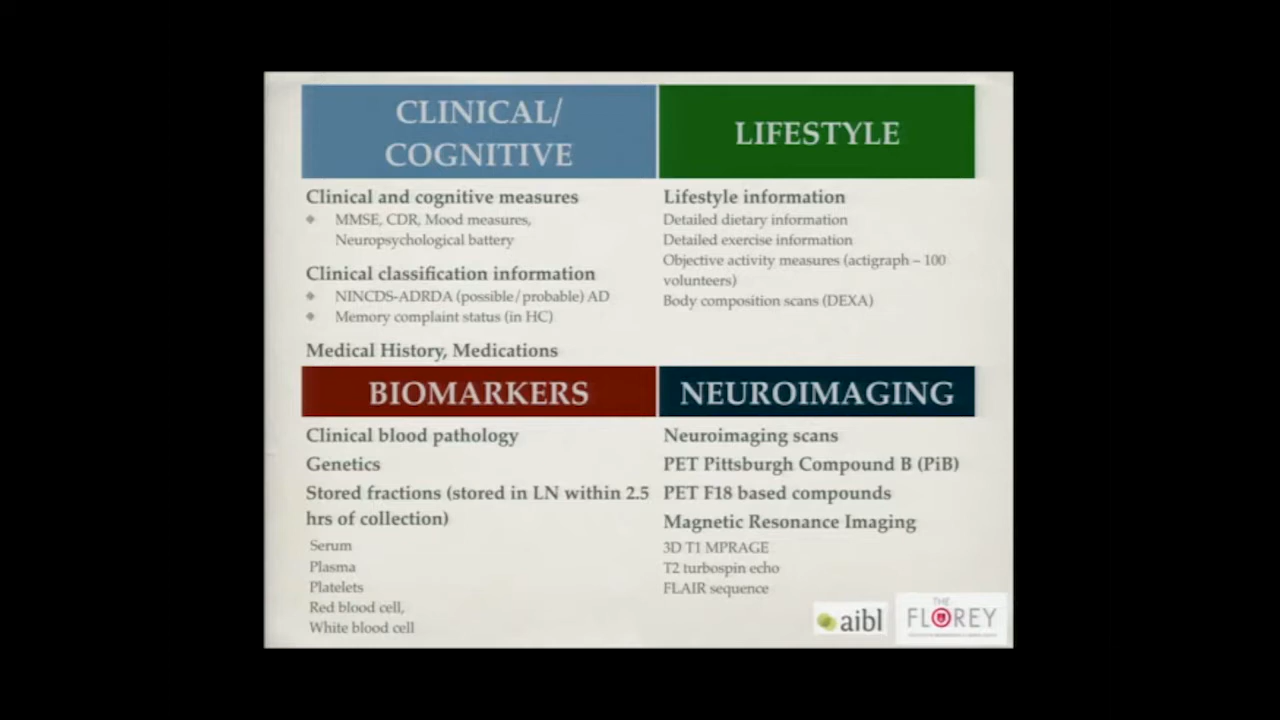 CLINICAL/
COGNITIVE
Clinical and cognitive measures
❖ MMSE, CDR, Mood measures,
Neuropsychological battery
Clinical classification information
❖ NINCDS-ADRDA (possible/probable) AD
❖ Memory complaint status (in HC)
Medical History, Medications
LIFESTYLE
Lifestyle information
Detailed dietary information
Detailed exercise information
Objective activity measures (actigraph – 100
volunteers)
Body composition scans (DEXA)
BIOMARKERS
Clinical blood pathology
Genetics
Stored fractions (stored in LN within 2.5
hrs of collection)
Serum
Plasma
Platelets
Red blood cell,
White blood cell
NEUROIMAGING
Neuroimaging scans
PET Pittsburgh Compound B (PiB)
PET F18 based compounds
Magnetic Resonance Imaging
3D T1 MPRAGE
T2 turbospin echo
FLAIR sequence
aibl
THE
FLOREY